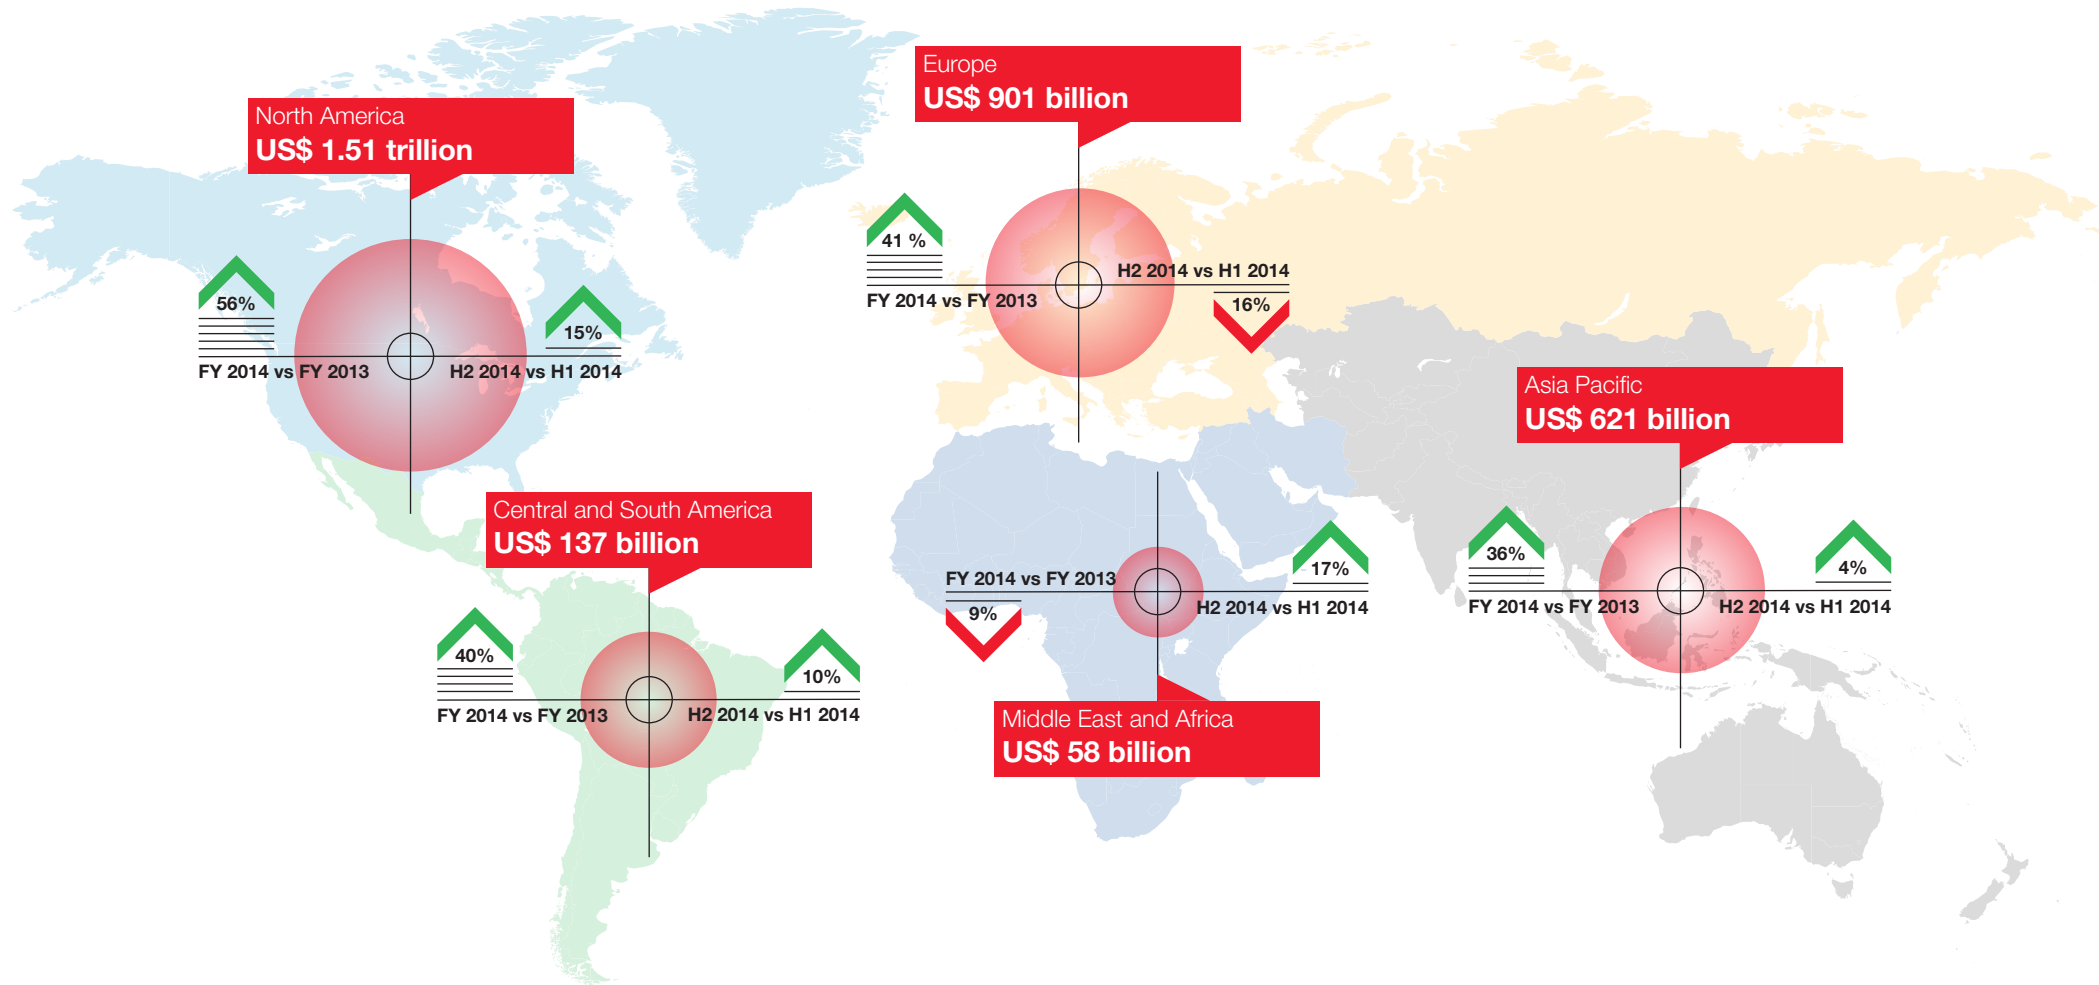 North America
US$ 1.51 trillion
56%
FY 2014 vs FY 2013
15%
H2 2014 vs H1 2014
Europe
US$ 901 billion
41 %
FY 2014 vs FY 2013
H2 2014 vs H1 2014
16%
Central and South America
US$ 137 billion
40%
FY 2014 vs FY 2013
10%
H2 2014 vs H1 2014
FY 2014 vs FY 2013
9%
17%
H2 2014 vs H1 2014
Middle East and Africa
US$ 58 billion
Asia Pacific
US$ 621 billion
36%
FY 2014 vs FY 2013
4%
H2 2014 vs H1 2014